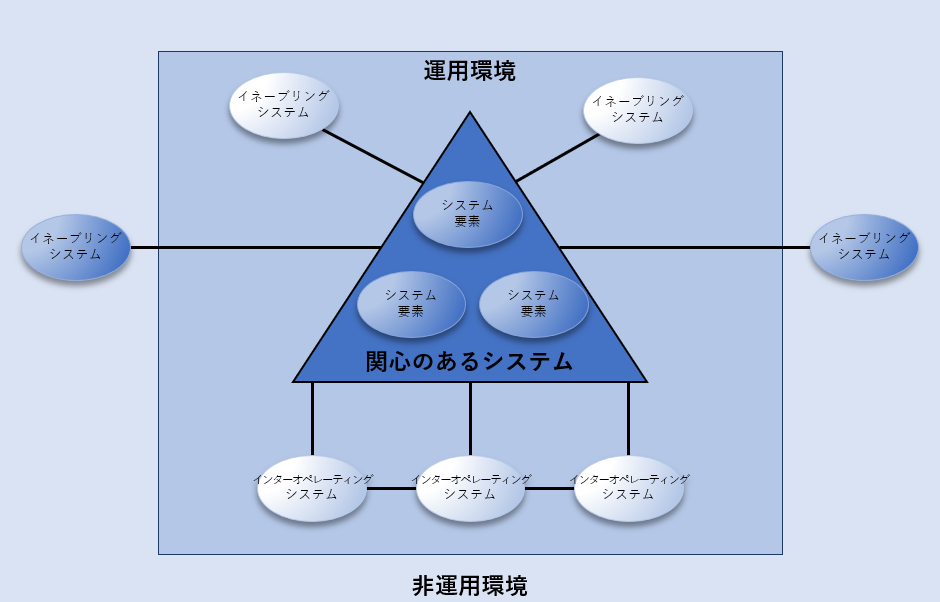 運用環境
イネーブリング
システム
イネーブリング
システム
システム
要素
イネーブリング
システム
イネーブリング
システム
システム
要素
システム
要素
関心のあるシステム
インターオペレーティング
システム
インターオペレーティング
システム
インターオペレーティング
システム
非運用環境